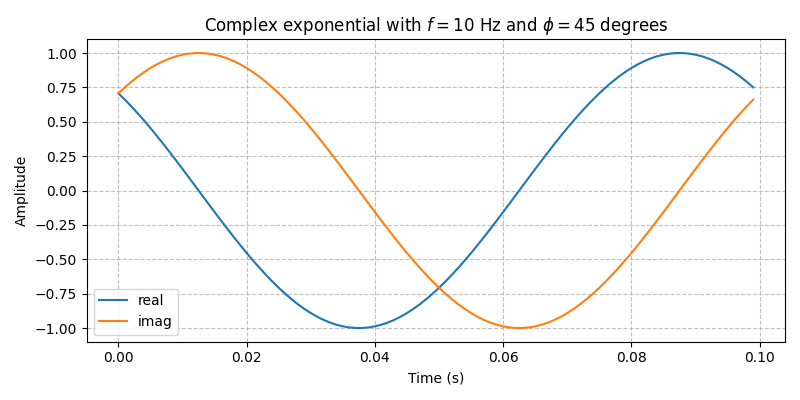 Complex exponential with f = 10 Hz and ϕ = 45 degrees
1.00
0.75
0.50
0.25
0.00
−0.25
−0.50
−0.75
−1.00
Amplitude
real
imag
0.00 0.02 0.04 0.06 0.08 0.10
Time (s)